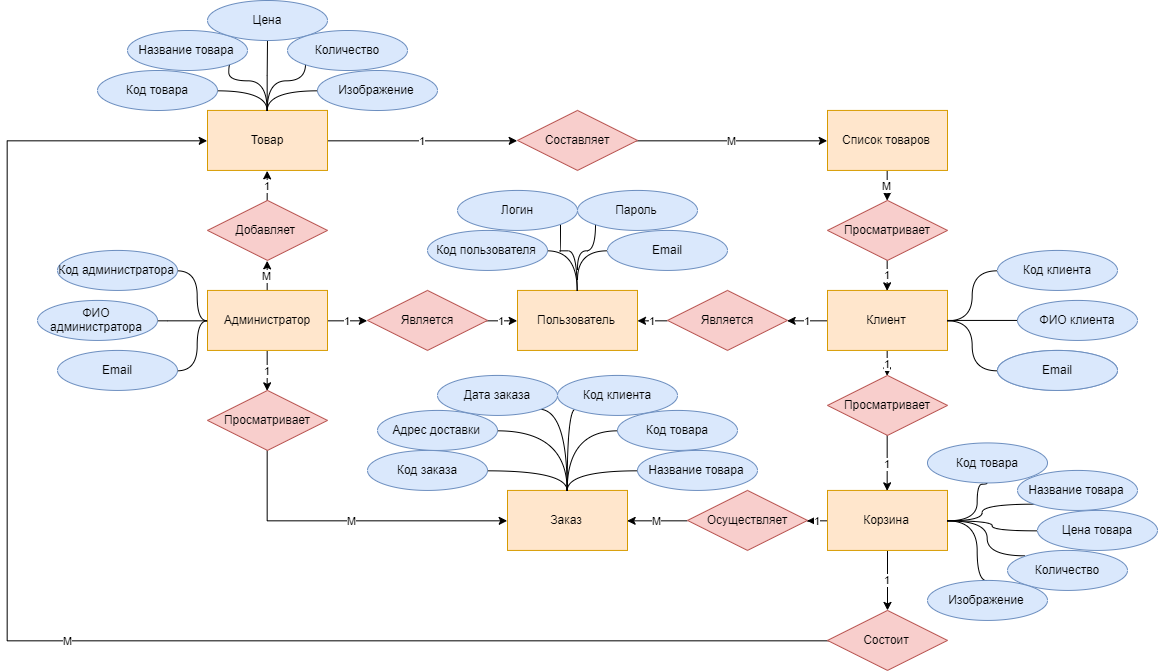 Цена
Название товара
Количество
Код товара
Изображение
Товар
1
Составляет
М
Список товаров
1
М
Добавляет
Логин
Пароль
Просматривает
Код пользователя
Email
М
1
Код администратора
Код клиента
ФИО
администратора
Администратор
1
Является
1
Пользователь
1
Является
1
Клиент
ФИО клиента
Email
Email
1
1
Дата заказа
Код клиента
Просматривает
Просматривает
Адрес доставки
Код товара
Код заказа
Название товара
1
Код товара
Название товара
М
Заказ
М
Осуществляет
1
Корзина
Цена товара
Количество
1
Изображение
М
Состоит